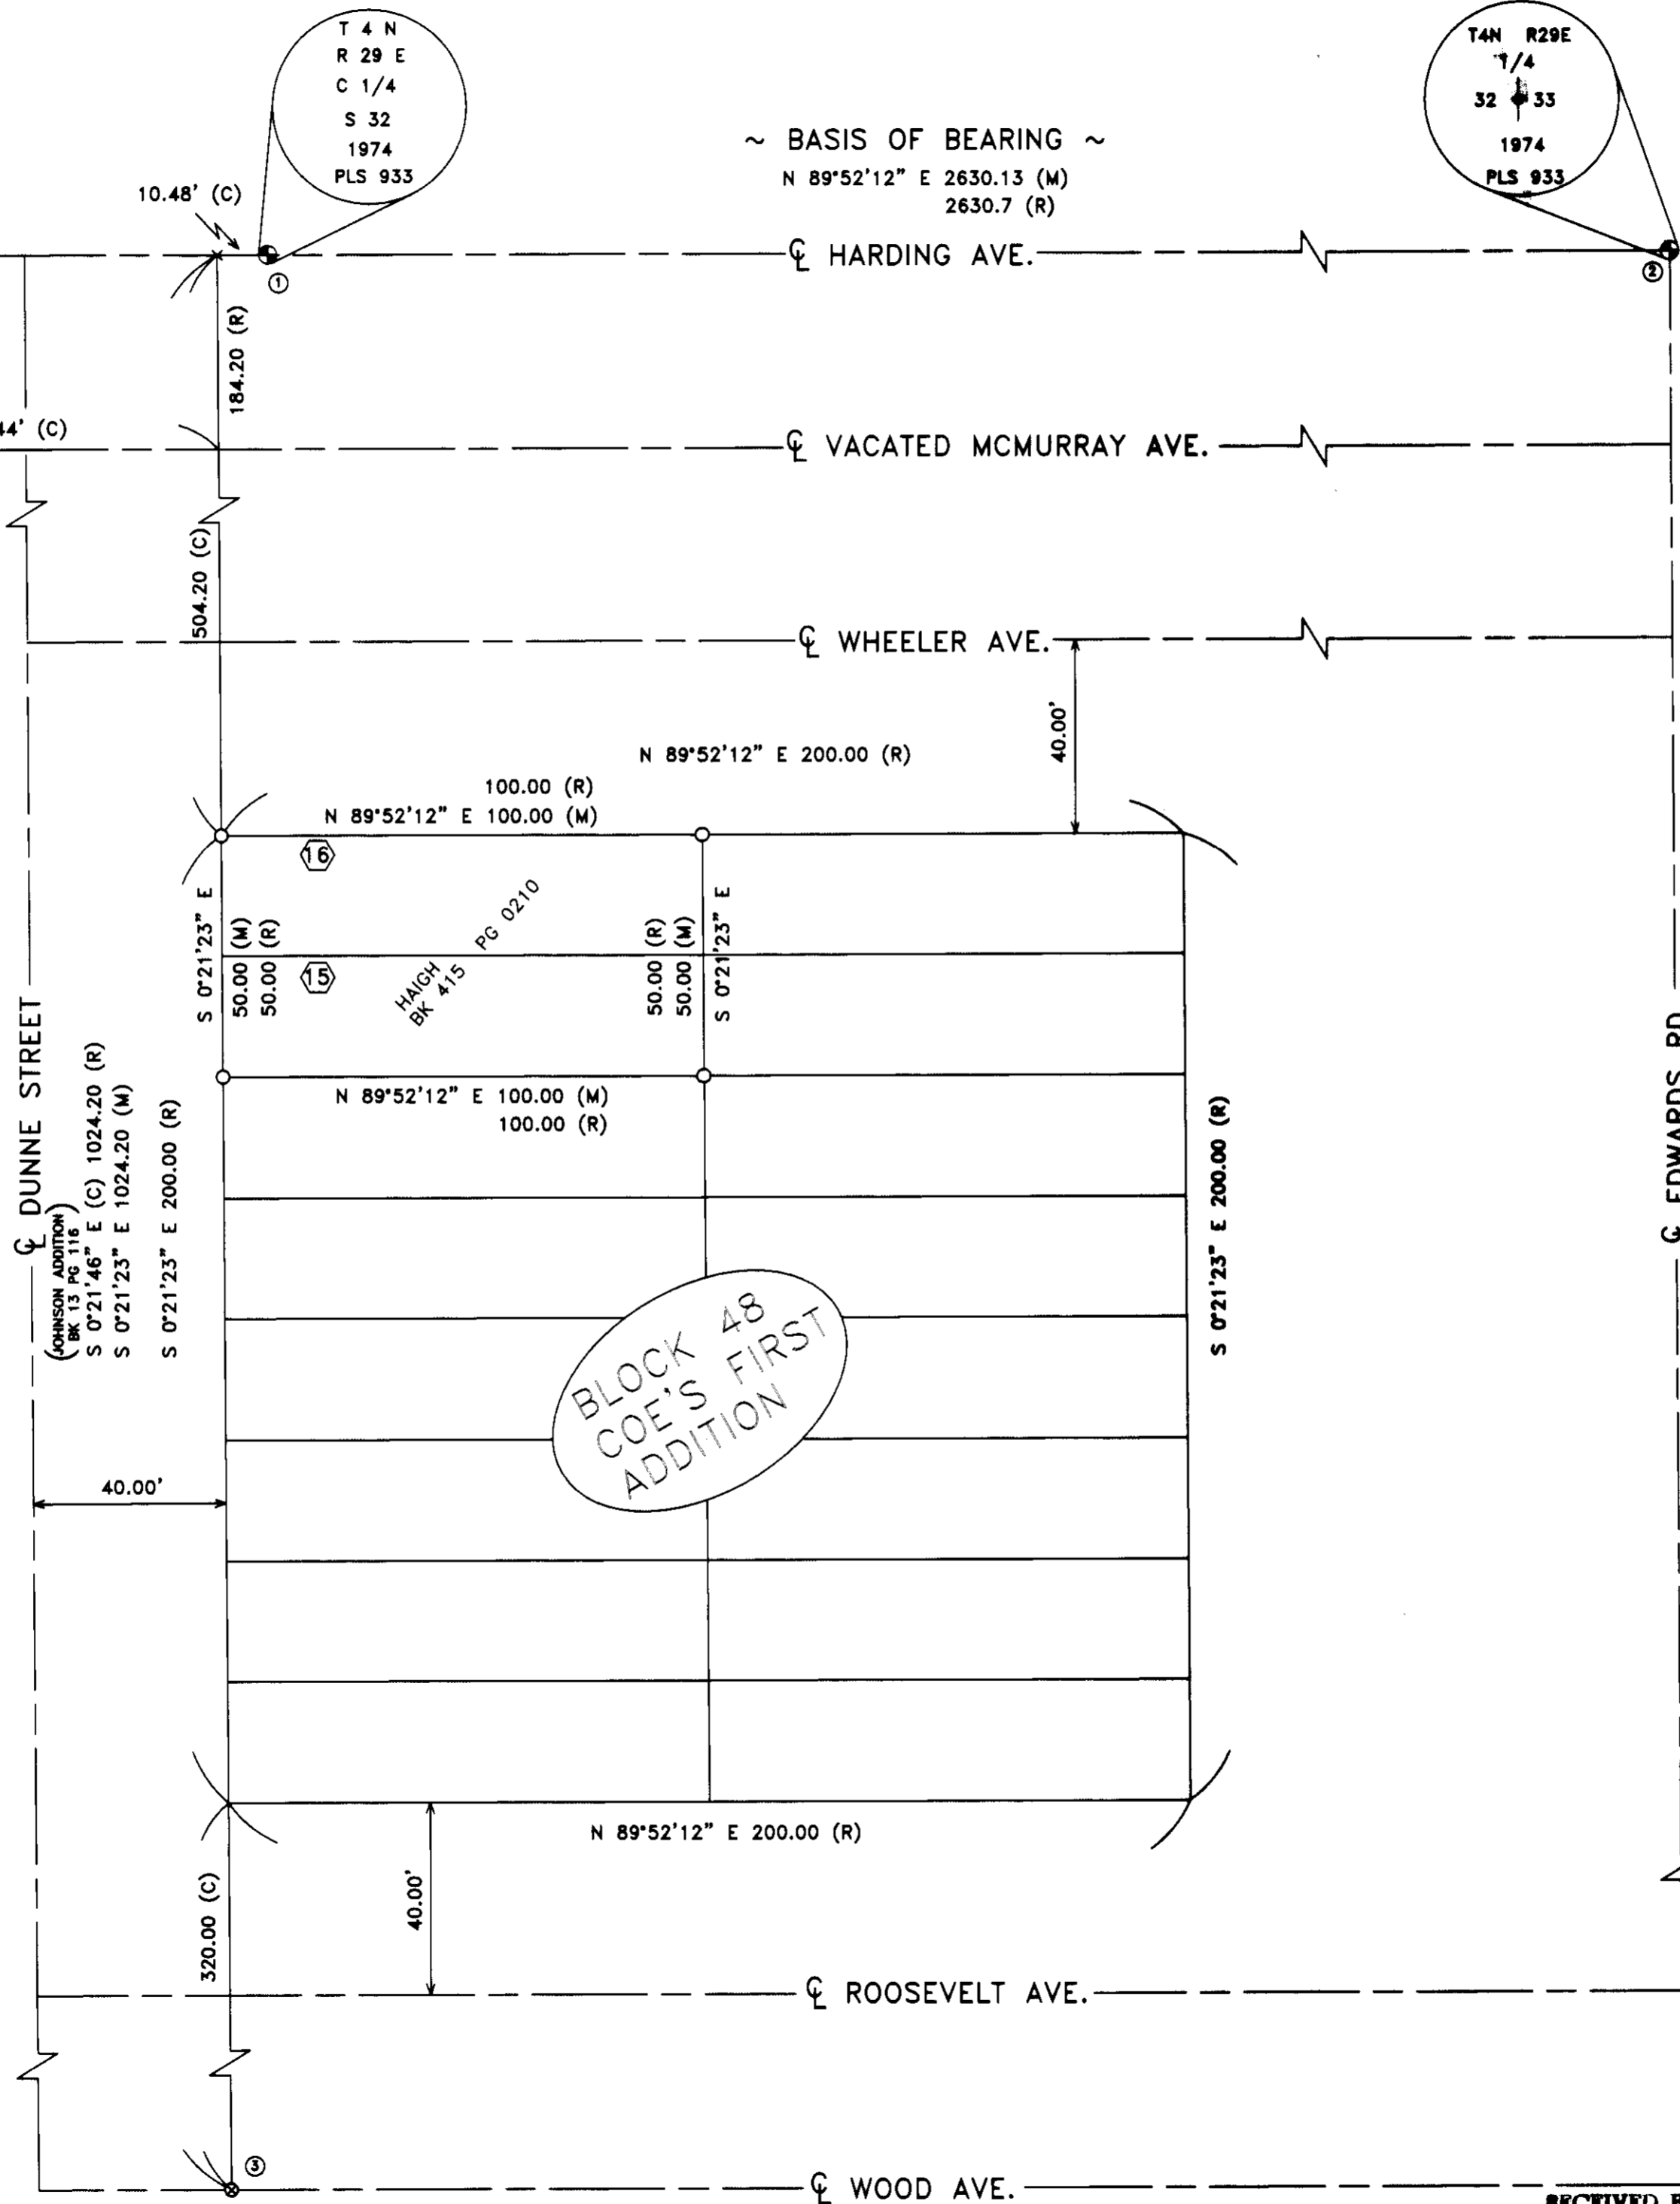 T 4 N
R 29 E
C 1/4
S 32
1974
PLS 933
T4N R29E
1/4
32 33
1974
PLS 933
~ BASIS OF BEARING ~
N 89°52'12" E 2630.13 (M)
2630.7 (R)
10.48' (C)
℄ HARDING AVE.
1
2
184.20 (R)
44' (C)
℄ VACATED MCMURRAY AVE.
504.20 (C)
℄ WHEELER AVE.
40.00'
N 89°52'12" E 200.00 (R)
100.00 (R)
N 89°52'12" E 100.00 (M)
16
S 0°21'23" E
50.00 (M)
50.00 (R)
HAIGH
BK 415 PG 0210
50.00 (R)
50.00 (M)
S 0°21'23" E
15
N 89°52'12" E 100.00 (M)
100.00 (R)
℄ DUNNE STREET
(JOHNSON ADDITION)
(BK 13 PG 116)
S 0°21'46" E (C) 1024.20 (R)
S 0°21'23" E 1024.20 (M)
S 0°21'23" E 200.00 (R)
S 0°21'23" E 200.00 (R)
℄ EDWARDS RD
BLOCK 48
COE'S FIRST
ADDITION
40.00'
N 89°52'12" E 200.00 (R)
320.00 (C)
40.00'
℄ ROOSEVELT AVE.
3
℄ WOOD AVE.
RECEIVED